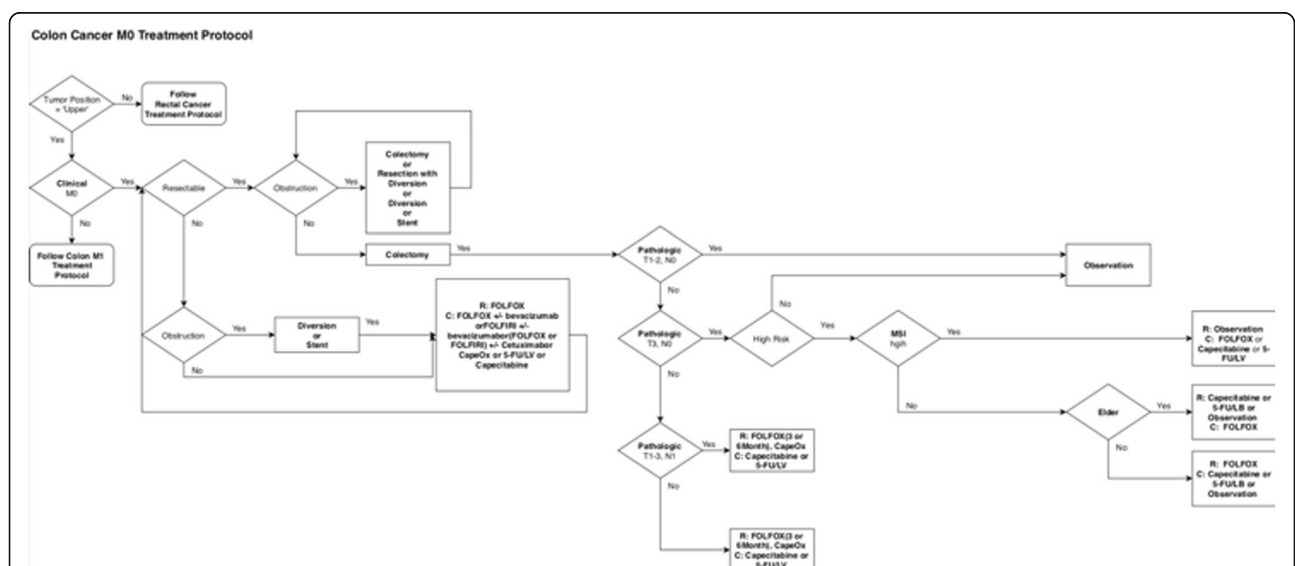 Colon Cancer M0 Treatment Protocol
Tumor Position
= 'Upper'
No
Follow
Rectal Cancer
Treatment Protocol
Yes
Clinical
M0
Yes
Resectable
Yes
Obstruction
Yes
Colectomy
or
Resection with
Diversion
or
Diversion
or
Stent
No
Follow Colon M1
Treatment
Protocol
No
No
Colectomy
Yes
Pathologic
T1-2, N0
Yes
Observation
No
Obstruction
Yes
Diversion
or
Stent
Yes
No
R: FOLFOX
C: FOLFOX +/- bevacizumab
orFOLFIRI +/-
bevacizumabor(FOLFOX or
FOLFIRI) +/- Cetuximabor
CapeOx or 5-FU/LV or
Capecitabine
Pathologic
T3, N0
Yes
High Risk
No
Yes
MSI
hgih
Yes
R: Observation
C: FOLFOX or
Capecitabine or 5-
FU/LV
No
No
Elder
Yes
R: Capecitabine or
5-FU/LB or
Observation
C: FOLFOX
No
R: FOLFOX
C: Capecitabine or
5-FU/LB or
Observation
Pathologic
T1-3, N1
Yes
R: FOLFOX(3 or
6Month), CapeOx
C: Capecitabine or
5-FU/LV
No
R: FOLFOX(3 or
6Month), CapeOx
C: Capecitabine or
5-FU/LV